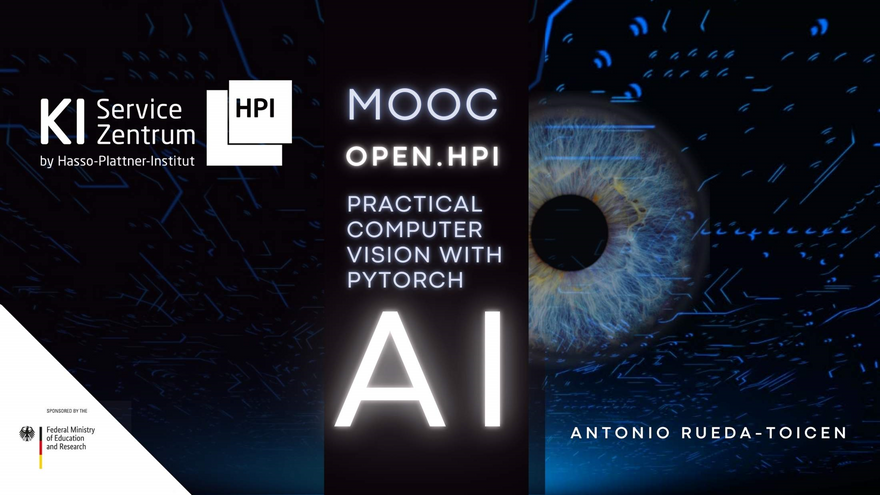 KI Service
Zentrum
by Hasso-Plattner-Institut
HPI
MOOC
OPEN.HPI
PRACTICAL
COMPUTER
VISION WITH
PYTORCH
AI
SPONSORED BY THE
Federal Ministry
of Education
and Research
ANTONIO RUEDA-TOICEN